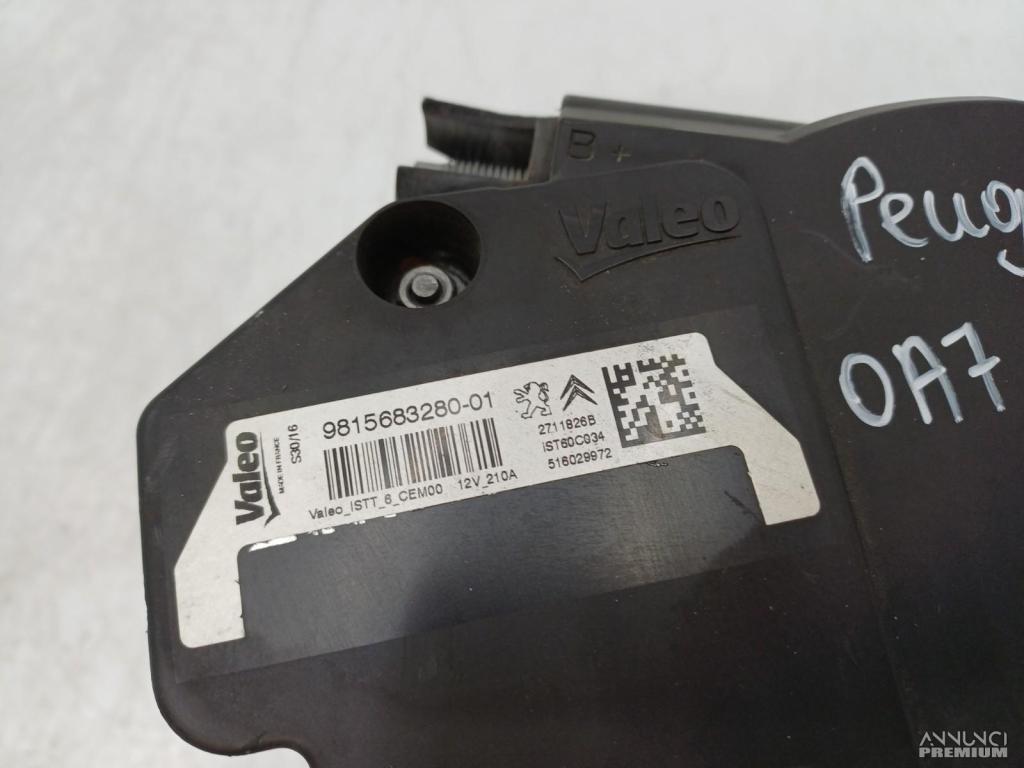 B+
Valeo
Peug
OA7
Valeo
MADE IN FRANCE
S30/16
9815683280-01
Valeo_ISTT_6_CEM00 12V_210A
2711826B
IST60C034
516029972
ANNUNCI
PREMIUM